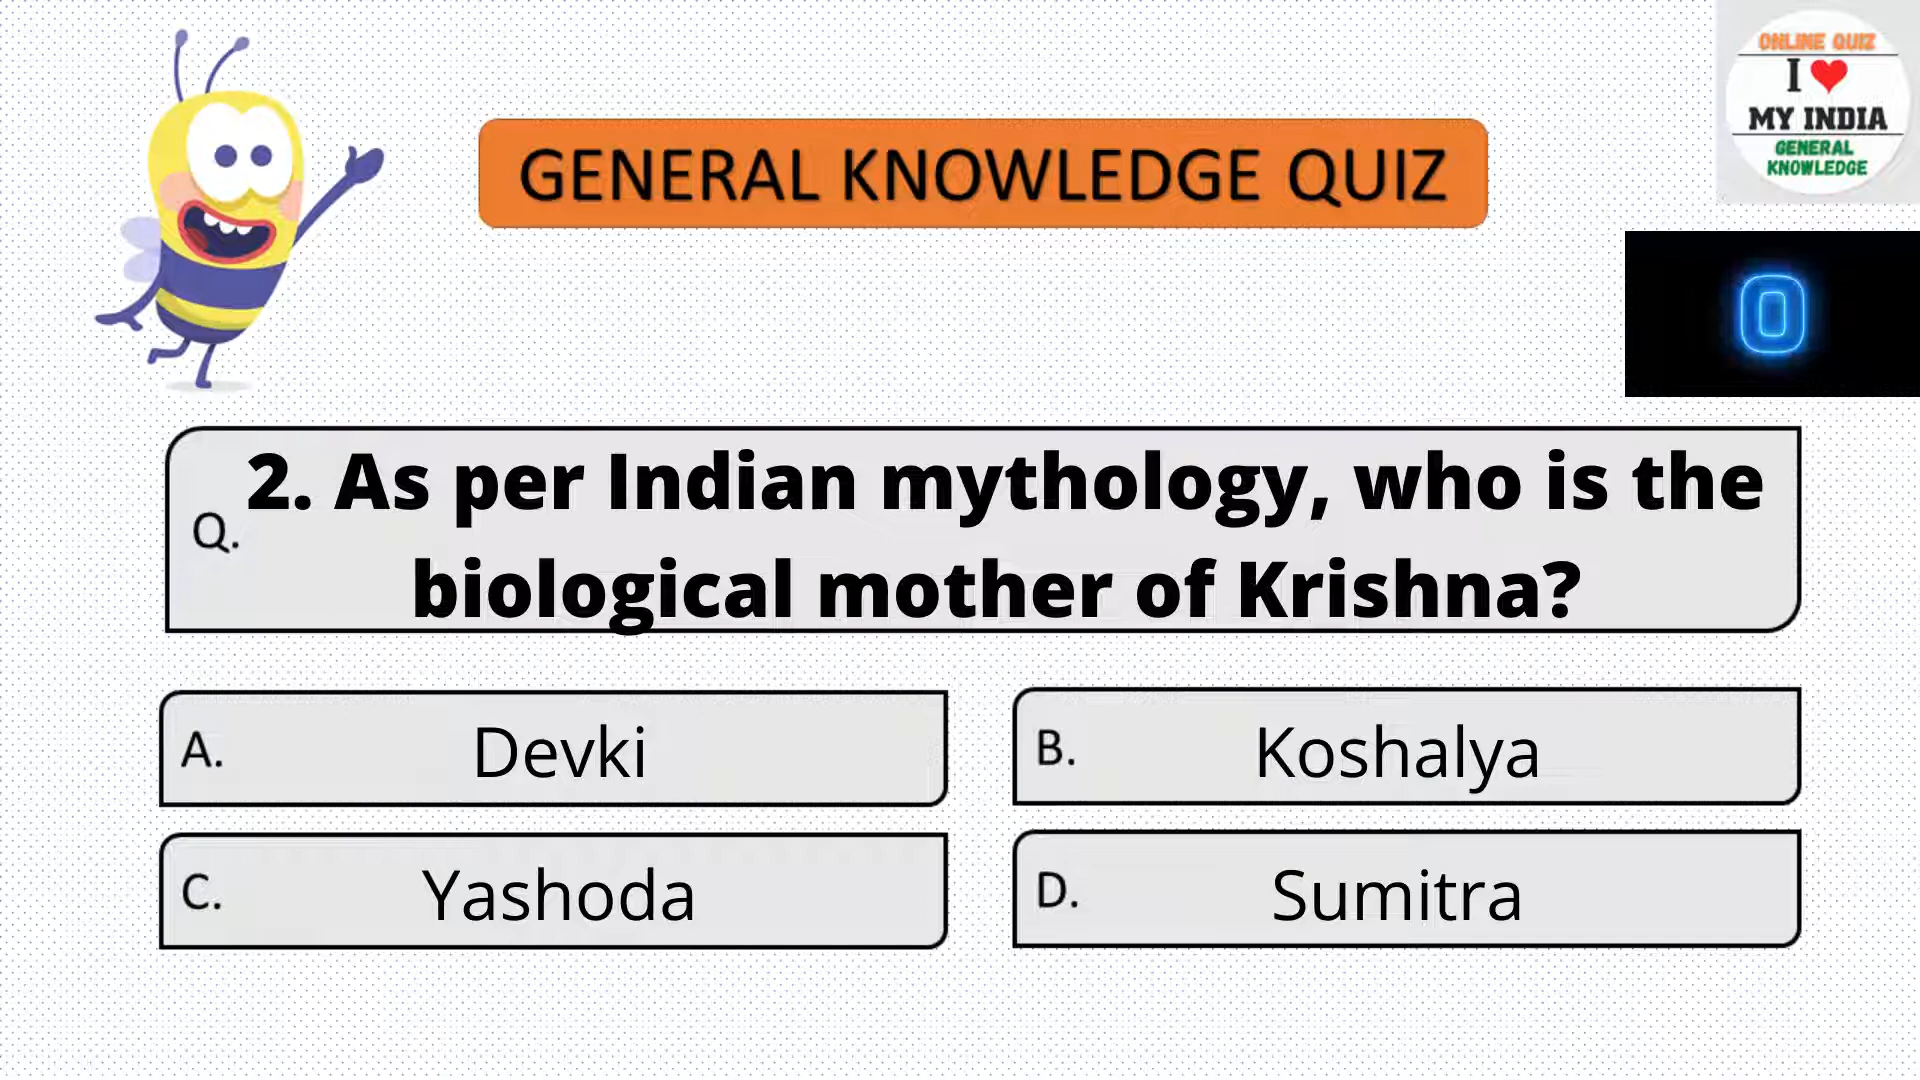 ONLINE QUIZ
I ❤
MY INDIA
GENERAL
KNOWLEDGE
GENERAL KNOWLEDGE QUIZ
0
Q. 2. As per Indian mythology, who is the
biological mother of Krishna?
A. Devki
B. Koshalya
C. Yashoda
D. Sumitra